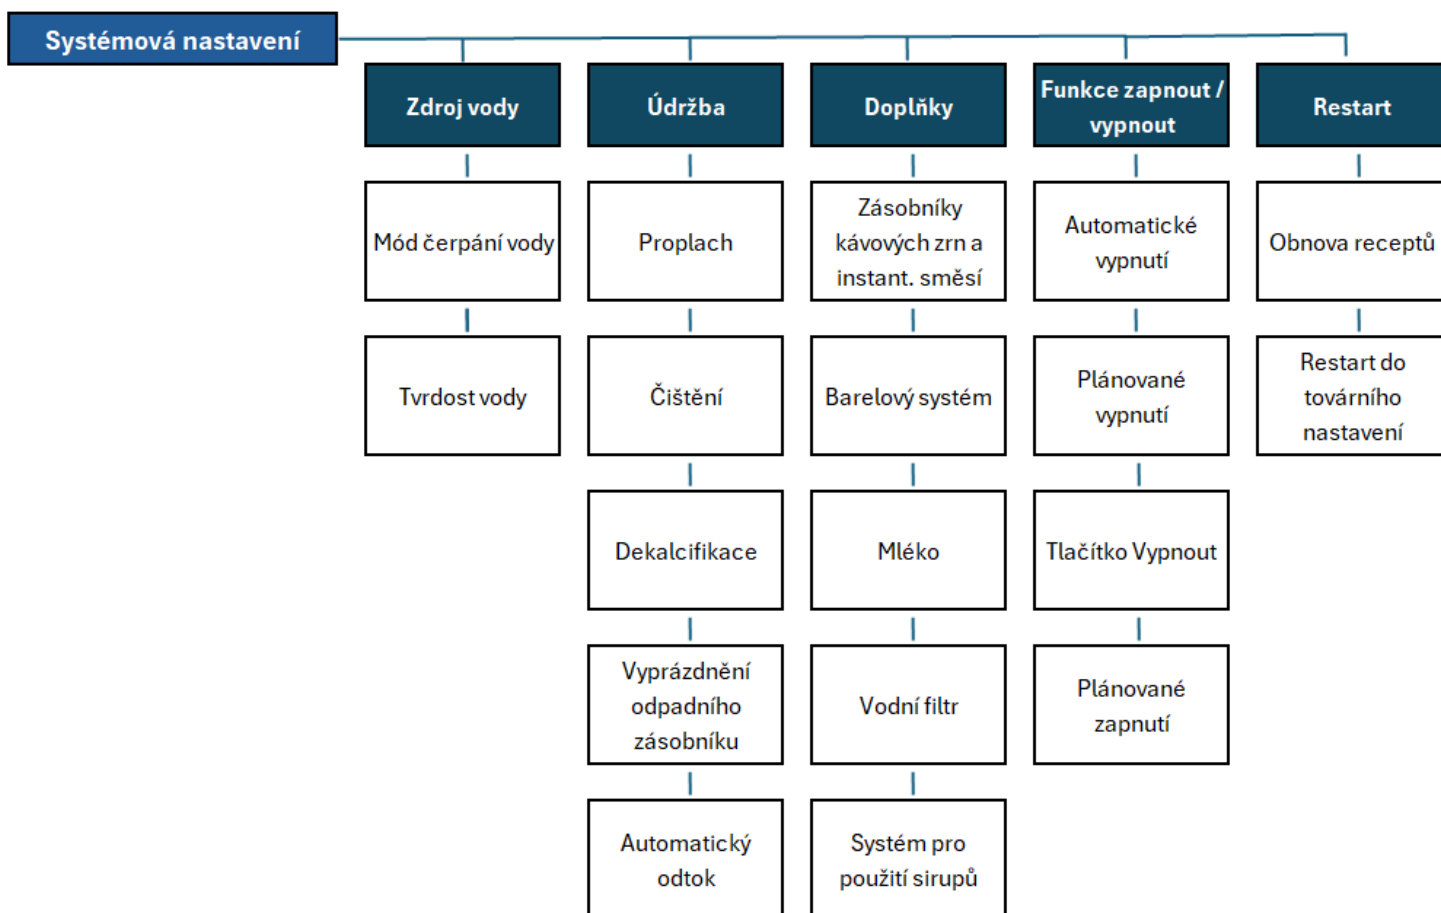 Systémová nastavení
Zdroj vody
Mód čerpání vody
Tvrdost vody
Údržba
Proplach
Čištění
Dekalcifikace
Vyprázdnění
odpadního
zásobníku
Automatický
odtok
Doplňky
Zásobníky
kávových zrn a
instant. směsí
Barelový systém
Mléko
Vodní filtr
Systém pro
použití sirupů
Funkce zapnout /
vypnout
Automatické
vypnutí
Plánované
vypnutí
Tlačítko Vypnout
Plánované
zapnutí
Restart
Obnova receptů
Restart do
továrního
nastavení